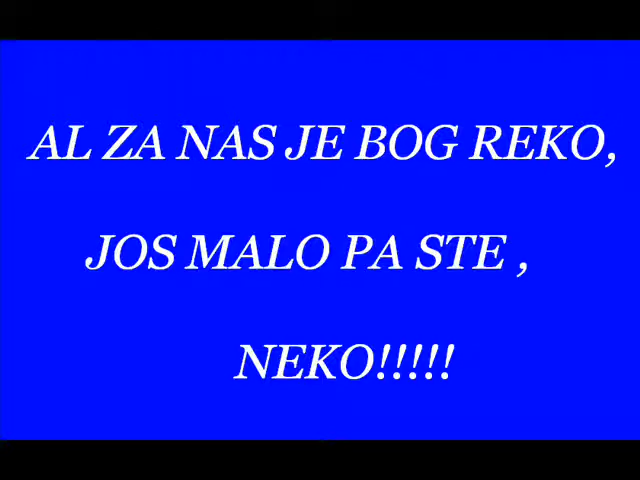 AL ZA NAS JE BOG REKO,
JOS MALO PA STE ,
NEKO!!!!!